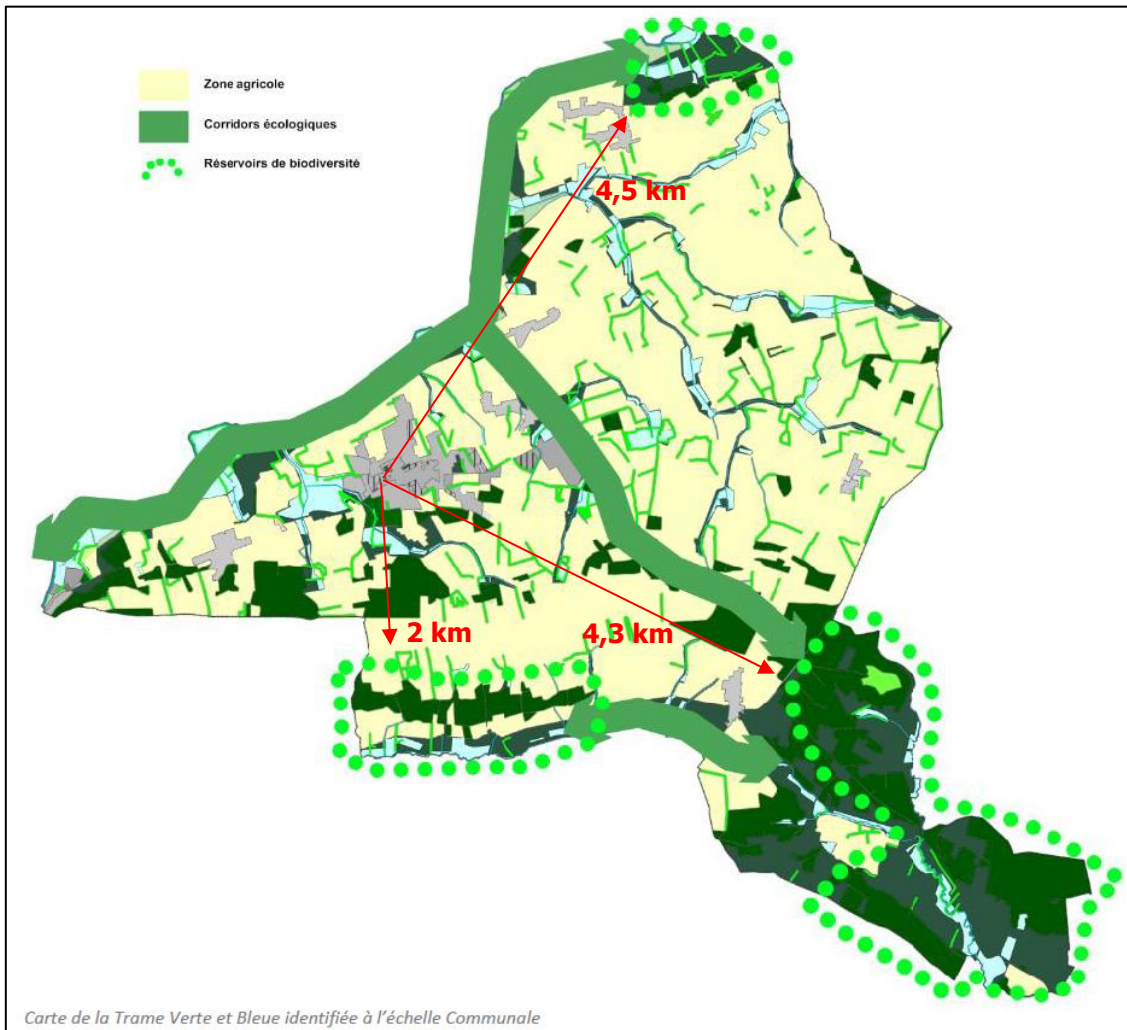 Zone agricole
Corridors écologiques
Réservoirs de biodiversité
4,5 km
2 km
4,3 km
Carte de la Trame Verte et Bleue identifiée à l'échelle Communale